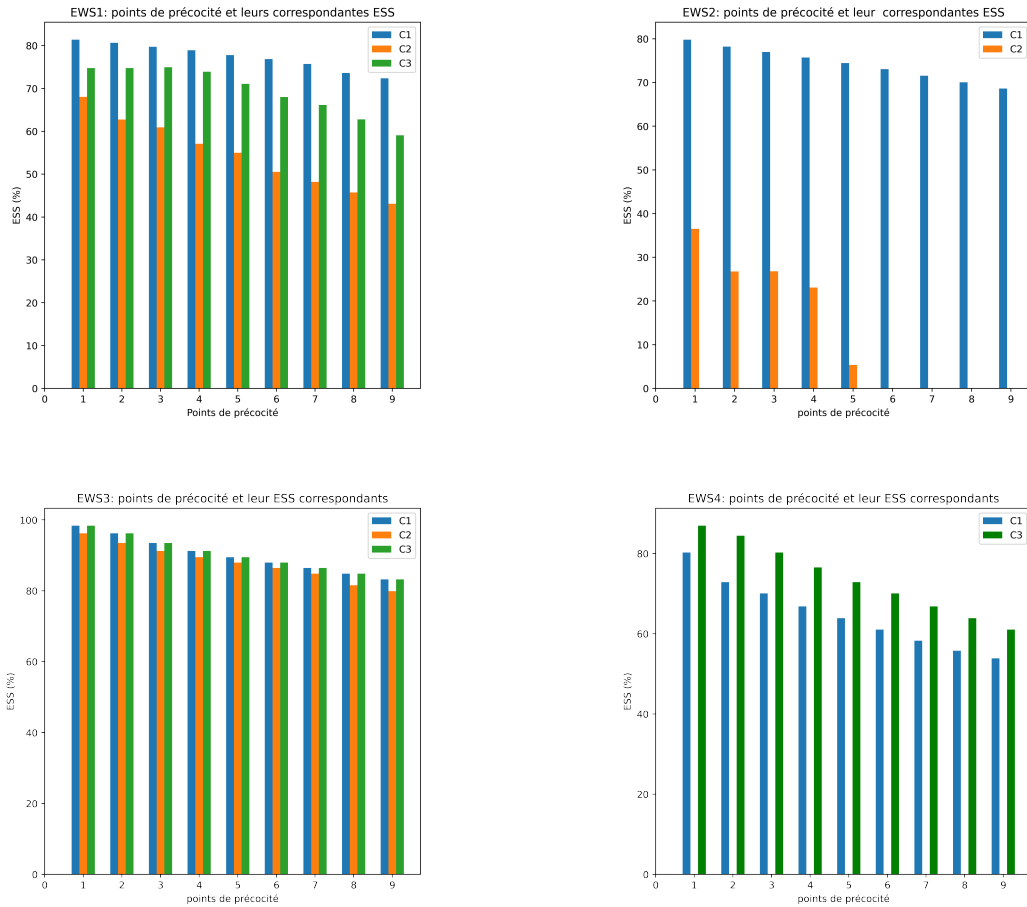 EWS1: points de précocité et leurs correspondantes ESS
C1
C2
C3
ESS (%)
80
70
60
50
40
30
20
10
0
0 1 2 3 4 5 6 7 8 9
Points de précocité
EWS2: points de précocité et leur correspondantes ESS
C1
C2
ESS (%)
80
70
60
50
40
30
20
10
0
0 1 2 3 4 5 6 7 8 9
points de précocité
EWS3: points de précocité et leur ESS correspondants
C1
C2
C3
ESS (%)
100
80
60
40
20
0
0 1 2 3 4 5 6 7 8 9
points de précocité
EWS4: points de précocité et leur ESS correspondants
C1
C3
ESS (%)
80
60
40
20
0
0 1 2 3 4 5 6 7 8 9
points de précocité